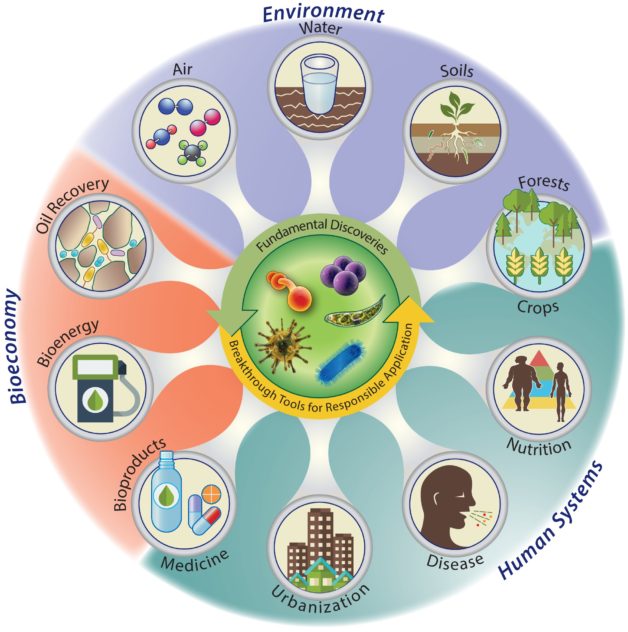 Environment
Water
Air
Soils
Oil Recovery
Forests
Fundamental Discoveries
Crops
Bioeconomy
Bioenergy
Breakthrough Tools for Responsible Application
Nutrition
Bioproducts
Human Systems
Medicine
Disease
Urbanization